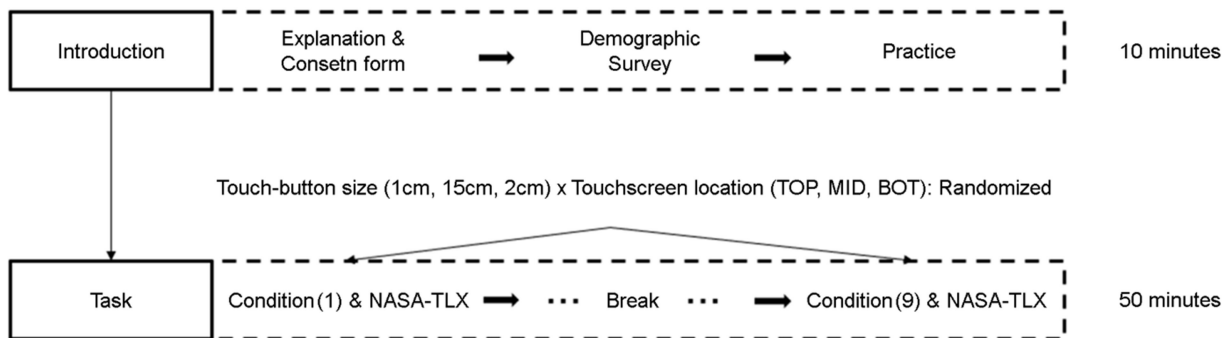 Introduction
Explanation &
Consetn form
Demographic
Survey
Practice
10 minutes
Touch-button size (1cm, 15cm, 2cm) x Touchscreen location (TOP, MID, BOT): Randomized
Task
Condition(1) & NASA-TLX
··· Break ···
Condition(9) & NASA-TLX
50 minutes